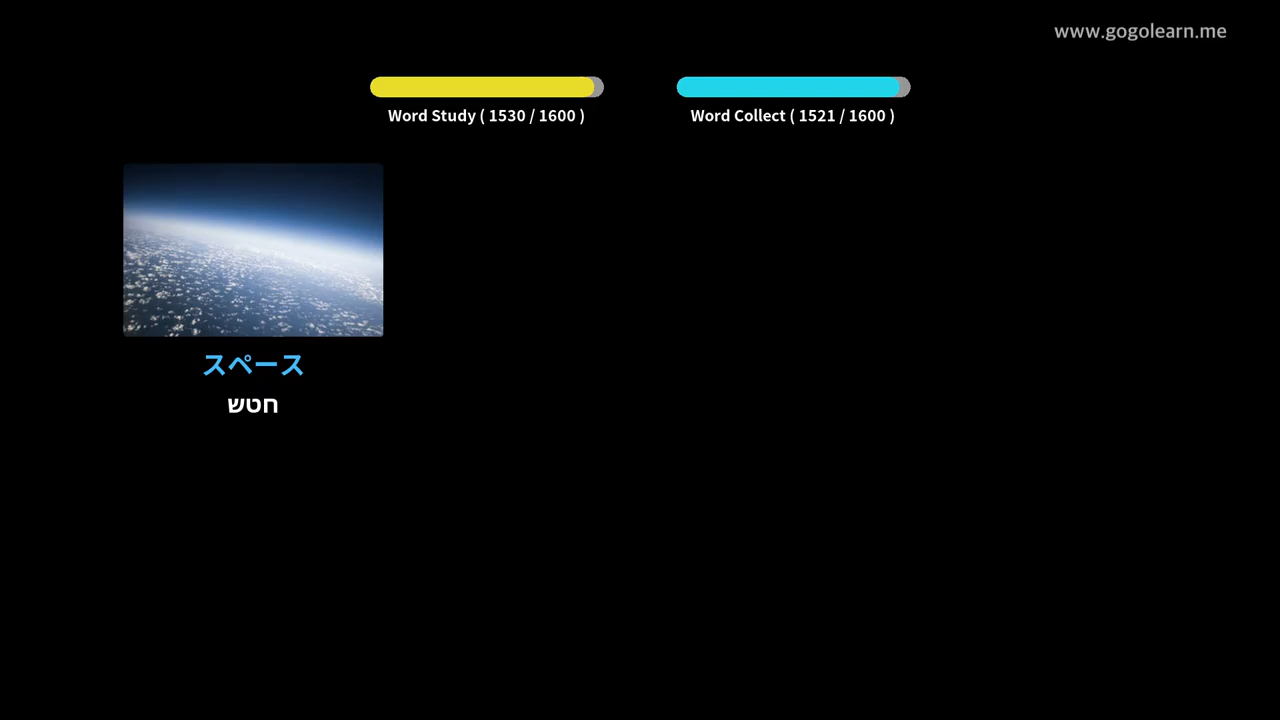 www.gogolearn.me
Word Study ( 1530 / 1600 )
Word Collect ( 1521 / 1600 )
スペース
חטש